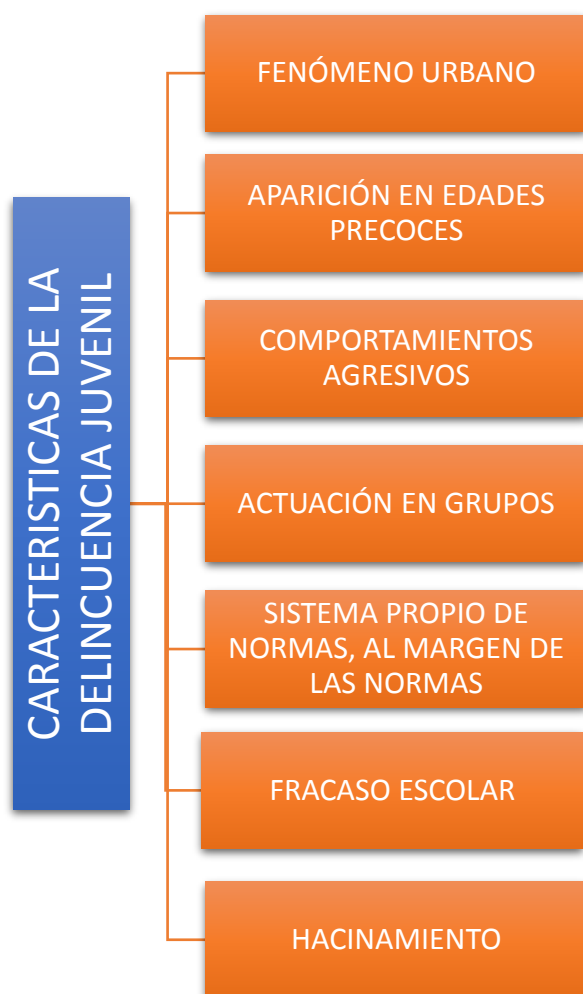 CARACTERISTICAS DE LA
DELINCUENCIA JUVENIL
FENÓMENO URBANO
APARICIÓN EN EDADES
PRECOCES
COMPORTAMIENTOS
AGRESIVOS
ACTUACIÓN EN GRUPOS
SISTEMA PROPIO DE
NORMAS, AL MARGEN DE
LAS NORMAS
FRACASO ESCOLAR
HACINAMIENTO